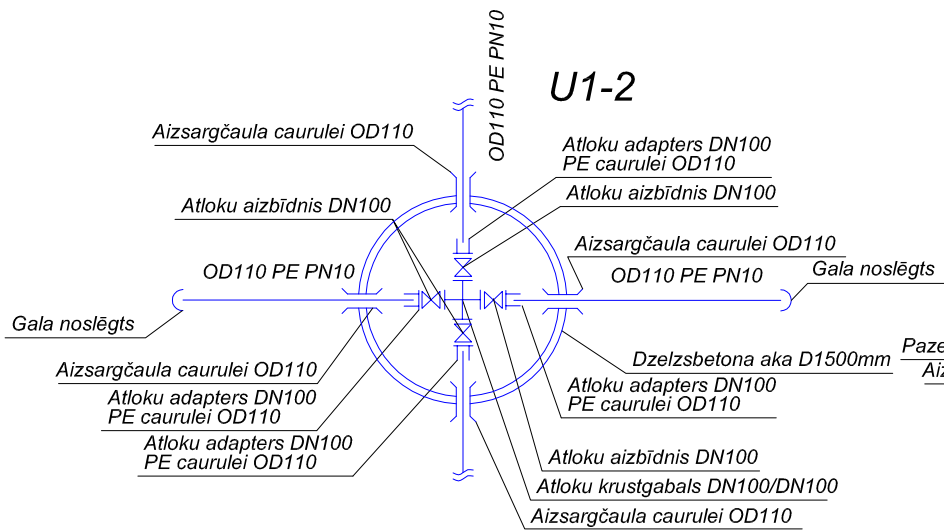 OD110 PE PN10
U1-2
Aizsargčaula caurulei OD110
Atloku adapters DN100
PE caurulei OD110
Atloku aizbīdnis DN100
Atloku aizbīdnis DN100
Aizsargčaula caurulei OD110
OD110 PE PN10
OD110 PE PN10
Gala noslēgts
Gala noslēgts
Dzelzsbetona aka D1500mm
Aizsargčaula caurulei OD110
Atloku adapters DN100
PE caurulei OD110
Atloku adapters DN100
PE caurulei OD110
Atloku adapters DN100
PE caurulei OD110
Atloku aizbīdnis DN100
Atloku krustgabals DN100/DN100
Aizsargčaula caurulei OD110